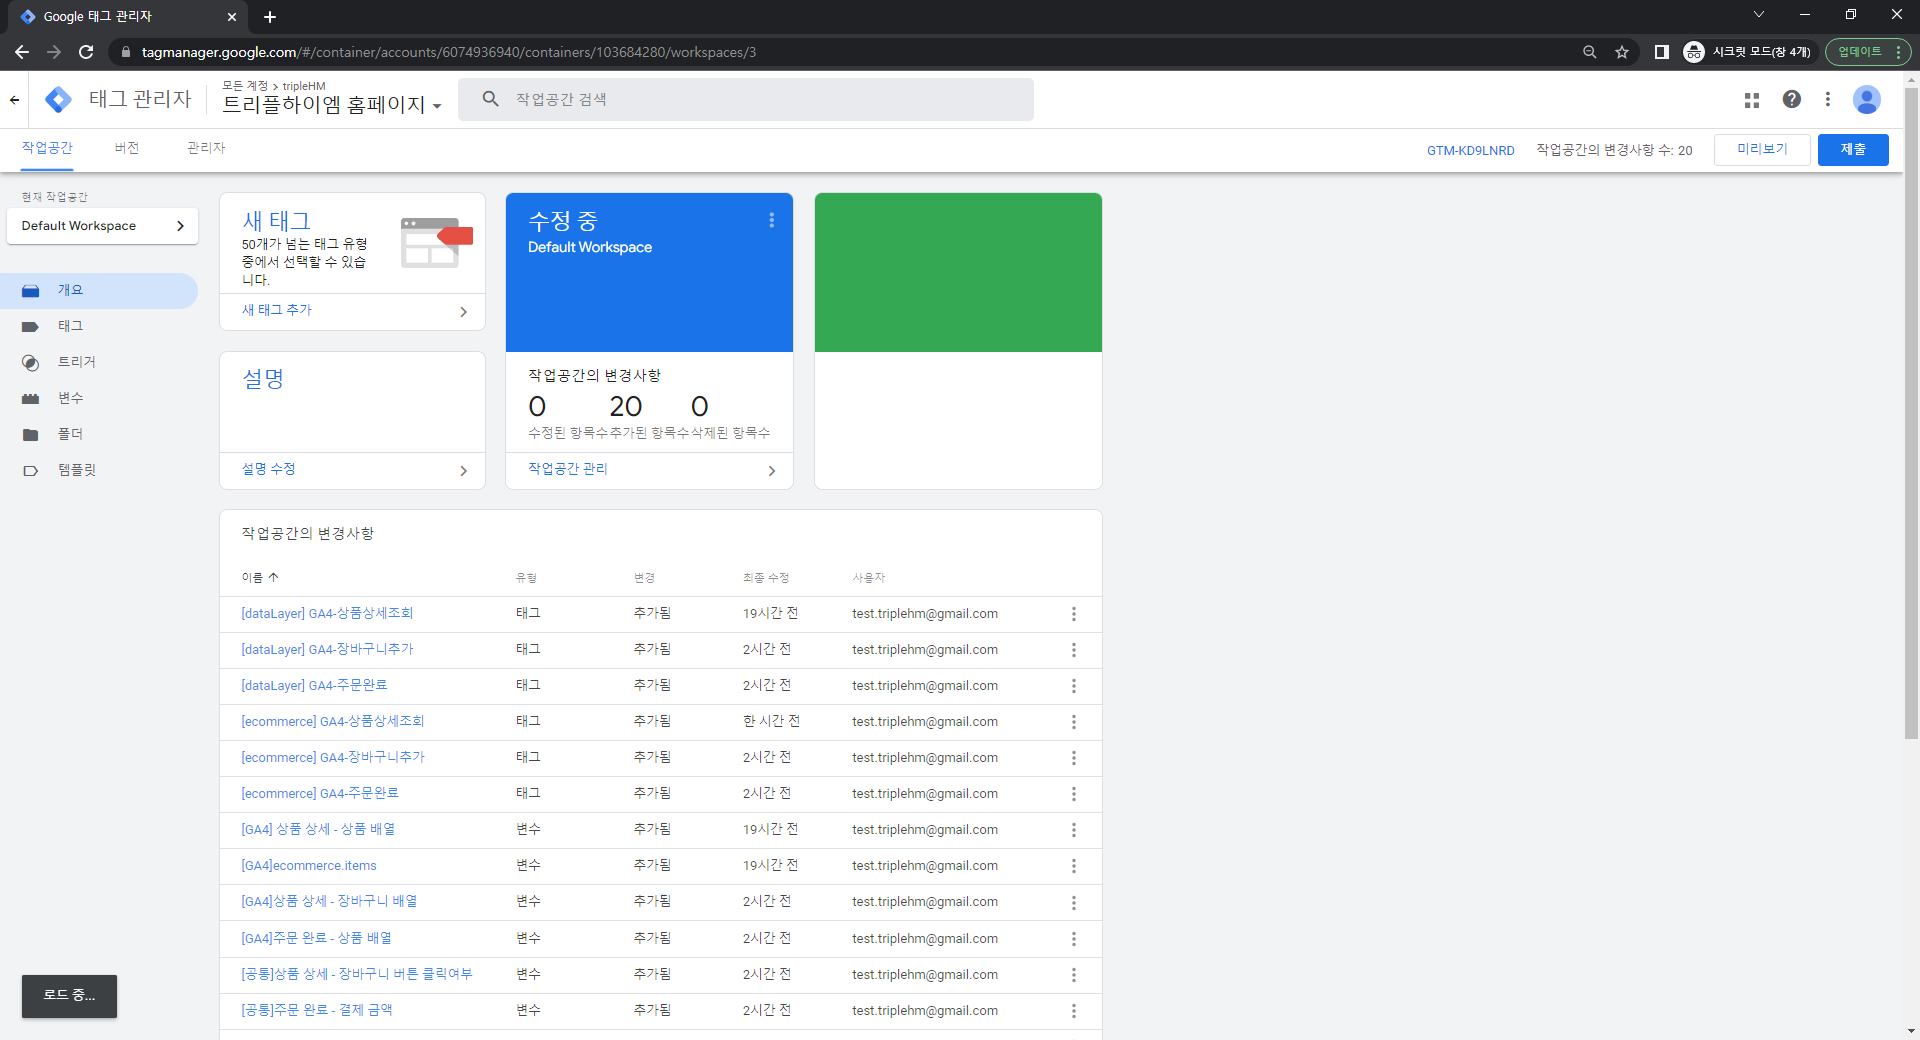 Google 태그 관리자
tagmanager.google.com/#/container/accounts/6074936940/containers/103684280/workspaces/3
시크릿 모드(창 4개)
업데이트
태그 관리자
모든 계정 > tripleHM
트리플하이엠 홈페이지
작업공간 검색
작업공간
버전
관리자
GTM-KD9LNRD
작업공간의 변경사항 수: 20
미리보기
제출
현재 작업공간
Default Workspace
개요
태그
트리거
변수
폴더
템플릿
새 태그
50개가 넘는 태그 유형
중에서 선택할 수 있습
니다.
새 태그 추가
설명
설명 수정
수정 중
Default Workspace
작업공간의 변경사항
0 20 0
수정된 항목수 추가된 항목수 삭제된 항목수
작업공간 관리
작업공간의 변경사항
이름 유형 변경 최종 수정 사용자
[dataLayer] GA4-상품상세조회 태그 추가됨 19시간 전 test.triplehm@gmail.com
[dataLayer] GA4-장바구니추가 태그 추가됨 2시간 전 test.triplehm@gmail.com
[dataLayer] GA4-주문완료 태그 추가됨 2시간 전 test.triplehm@gmail.com
[ecommerce] GA4-상품상세조회 태그 추가됨 한 시간 전 test.triplehm@gmail.com
[ecommerce] GA4-장바구니추가 태그 추가됨 2시간 전 test.triplehm@gmail.com
[ecommerce] GA4-주문완료 태그 추가됨 2시간 전 test.triplehm@gmail.com
[GA4] 상품 상세 - 상품 배열 변수 추가됨 19시간 전 test.triplehm@gmail.com
[GA4]ecommerce.items 변수 추가됨 19시간 전 test.triplehm@gmail.com
[GA4]상품 상세 - 장바구니 배열 변수 추가됨 2시간 전 test.triplehm@gmail.com
[GA4]주문 완료 - 상품 배열 변수 추가됨 2시간 전 test.triplehm@gmail.com
[공통]상품 상세 - 장바구니 버튼 클릭여부 변수 추가됨 2시간 전 test.triplehm@gmail.com
[공통]주문 완료 - 결제 금액 변수 추가됨 2시간 전 test.triplehm@gmail.com
로드 중...